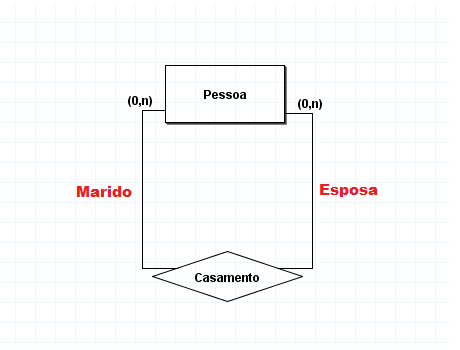 (0,n)
Pessoa
(0,n)
Marido
Esposa
Casamento